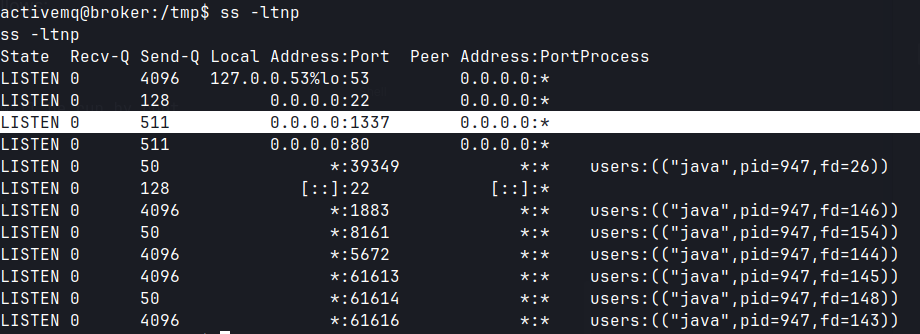 activemq@broker:/tmp$ ss -ltnp
ss -ltnp
State  Recv-Q Send-Q Local Address:Port  Peer Address:PortProcess
LISTEN 0      4096   127.0.0.53%lo:53         0.0.0.0:*
LISTEN 0      128          0.0.0.0:22         0.0.0.0:*
LISTEN 0      511          0.0.0.0:1337       0.0.0.0:*
LISTEN 0      511          0.0.0.0:80         0.0.0.0:*
LISTEN 0      50                 *:39349            *:*    users:(("java",pid=947,fd=26))
LISTEN 0      128             [::]:22            [::]:*
LISTEN 0      4096               *:1883             *:*    users:(("java",pid=947,fd=146))
LISTEN 0      50                 *:8161             *:*    users:(("java",pid=947,fd=154))
LISTEN 0      4096               *:5672             *:*    users:(("java",pid=947,fd=144))
LISTEN 0      4096               *:61613            *:*    users:(("java",pid=947,fd=145))
LISTEN 0      50                 *:61614            *:*    users:(("java",pid=947,fd=148))
LISTEN 0      4096               *:61616            *:*    users:(("java",pid=947,fd=143))